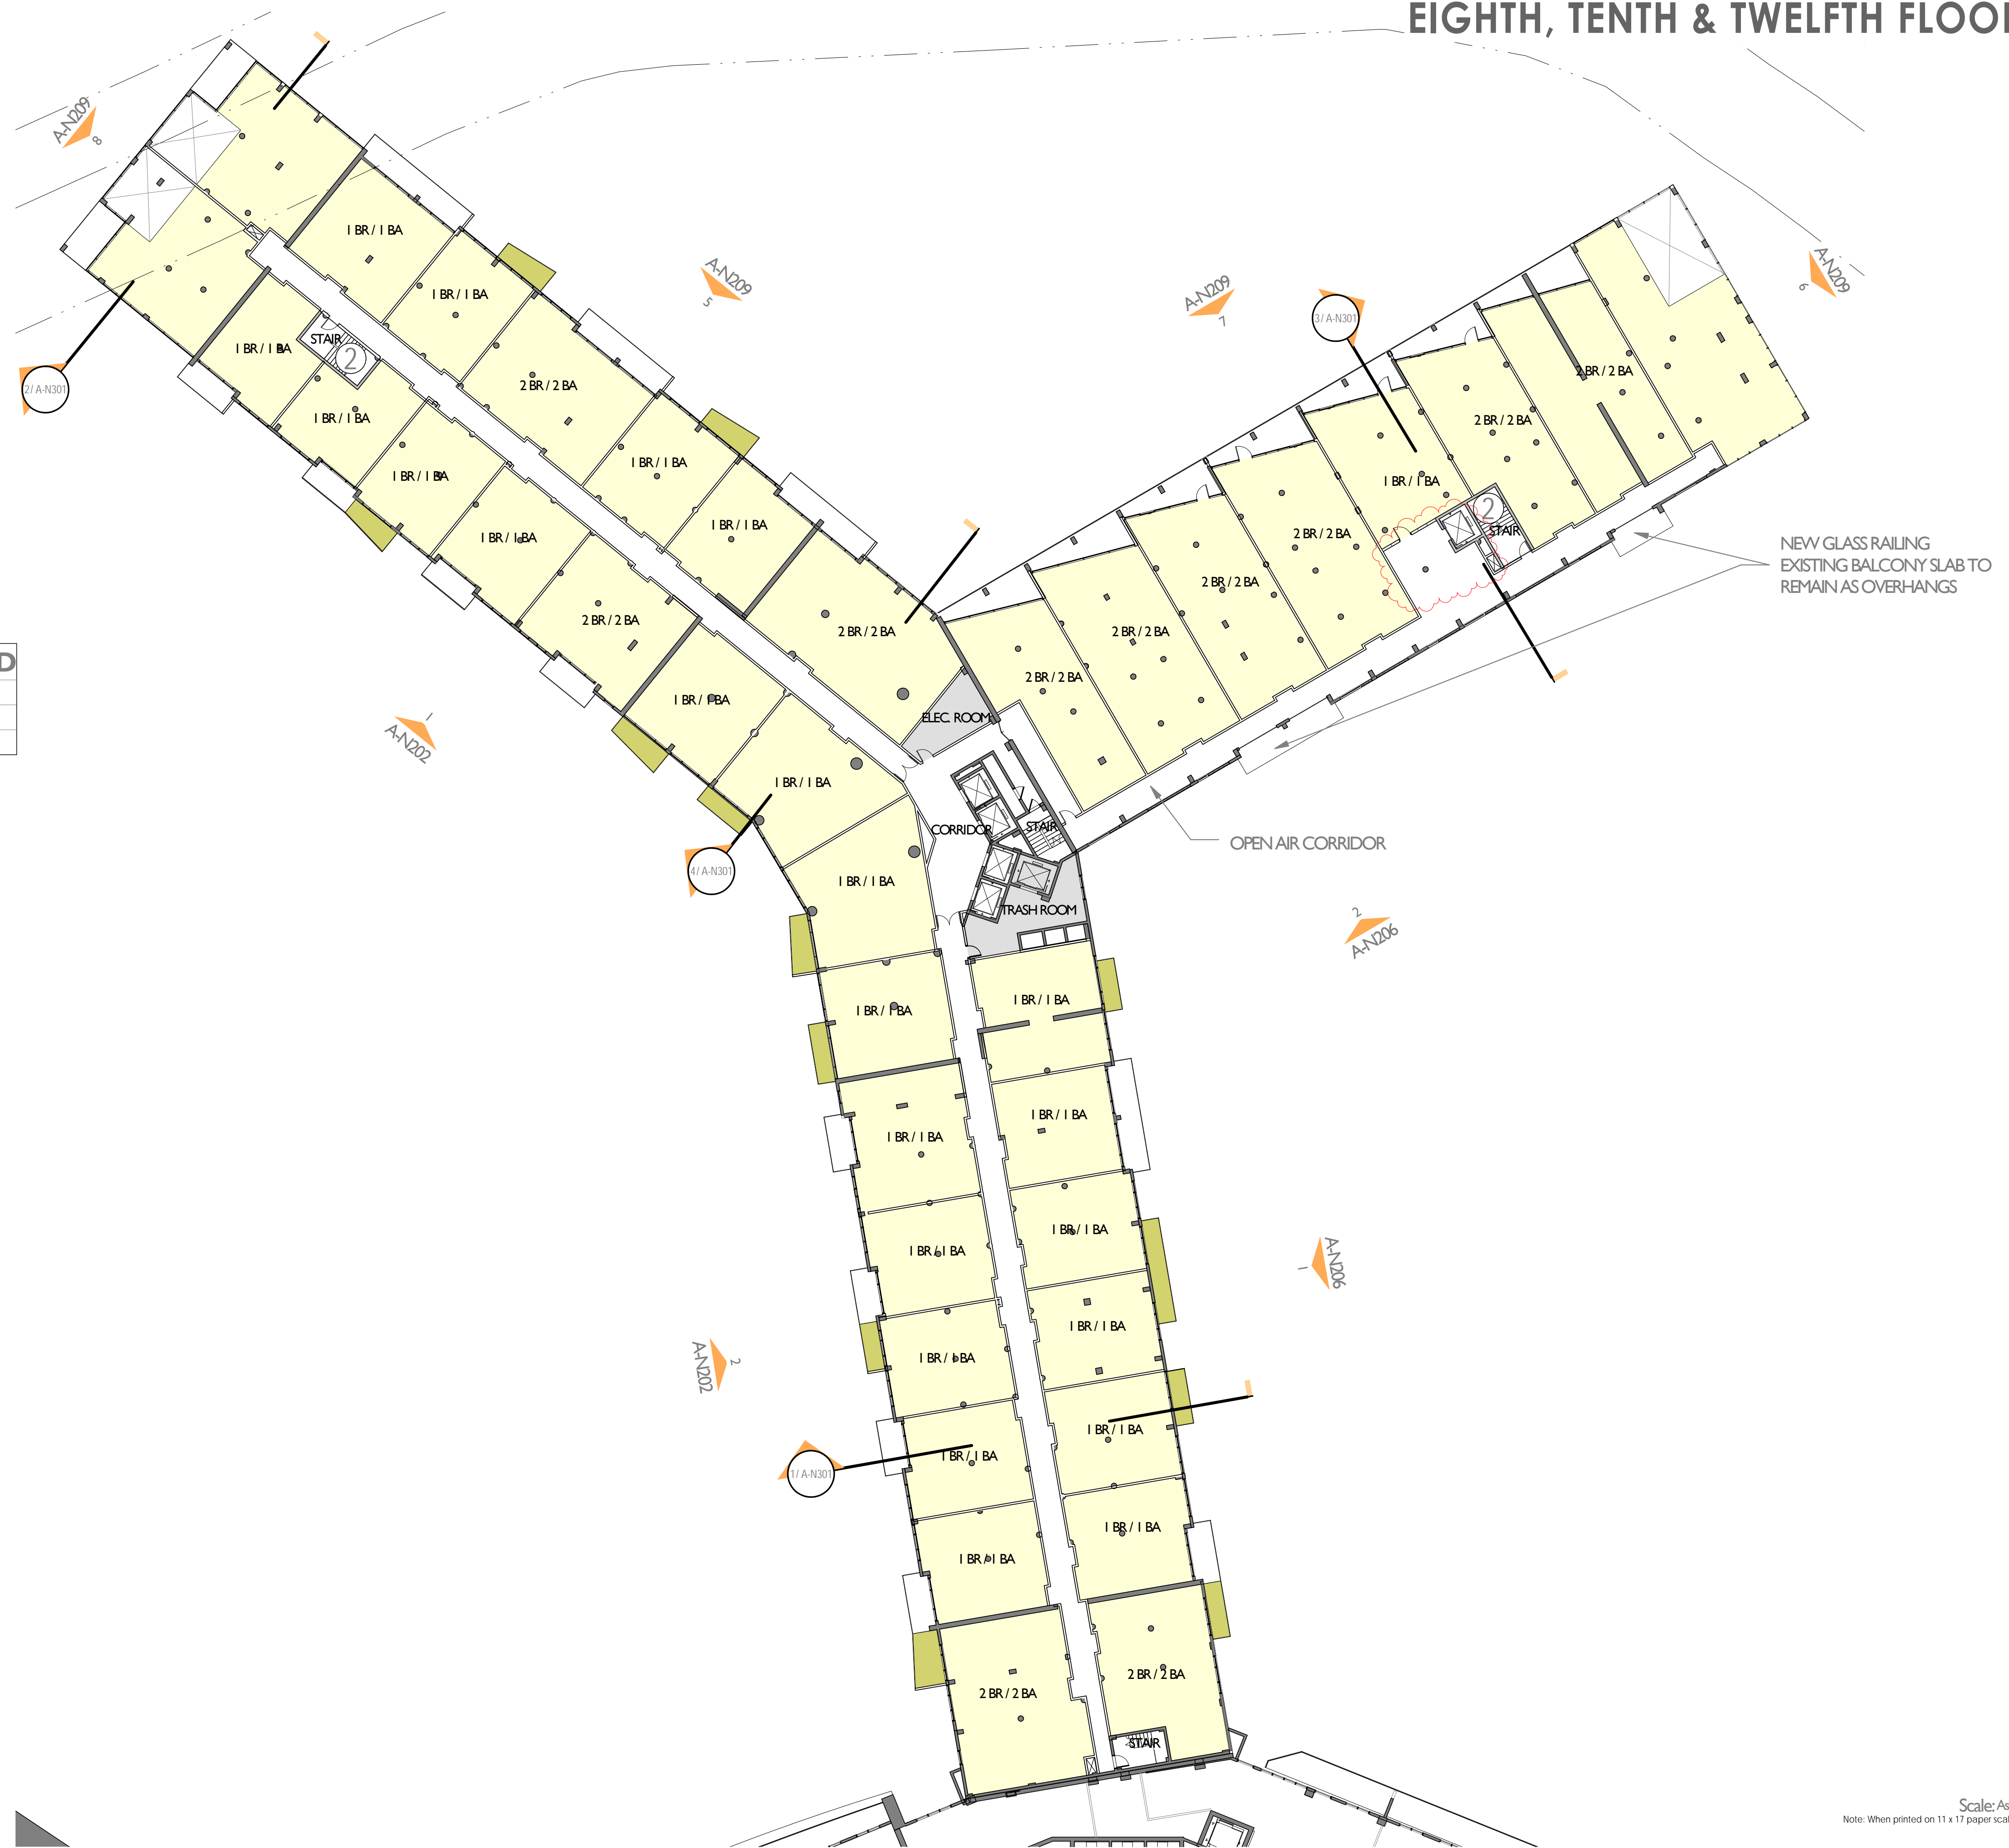 EIGHTH, TENTH & TWELFTH FLOOR
A-N209
8
1 BR / 1 BA
1 BR / 1 BA
A-N209
5
A-N209
7
3/ A-N301
A-N209
6
STAIR
2
1 BR / 1 BA
2/ A-N301
2 BR / 2 BA
2 BR / 2 BA
1 BR / 1 BA
2 BR / 2 BA
1 BR / 1 BA
1 BR / 1 BA
1 BR / 1 BA
2
STAIR
1 BR / 1 BA
1 BR / 1 BA
2 BR / 2 BA
NEW GLASS RAILING
EXISTING BALCONY SLAB TO
REMAIN AS OVERHANGS
2 BR / 2 BA
2 BR / 2 BA
2 BR / 2 BA
2 BR / 2 BA
D
2 BR / 2 BA
1 BR / 1 BA
ELEC. ROOM
1
A-N202
1 BR / 1 BA
CORRIDOR
STAIR
OPEN AIR CORRIDOR
4/ A-N301
1 BR / 1 BA
TRASH ROOM
2
A-N206
1 BR / 1 BA
1 BR / 1 BA
1 BR / 1 BA
1 BR / 1 BA
1 BR / 1 BA
1 BR / 1 BA
1
A-N206
1 BR / 1 BA
1 BR / 1 BA
A-N202
2
1 BR / 1 BA
1 BR / 1 BA
1/ A-N301
1 BR / 1 BA
1 BR / 1 BA
2 BR / 2 BA
2 BR / 2 BA
STAIR
Scale: As
Note: When printed on 11 x 17 paper scal